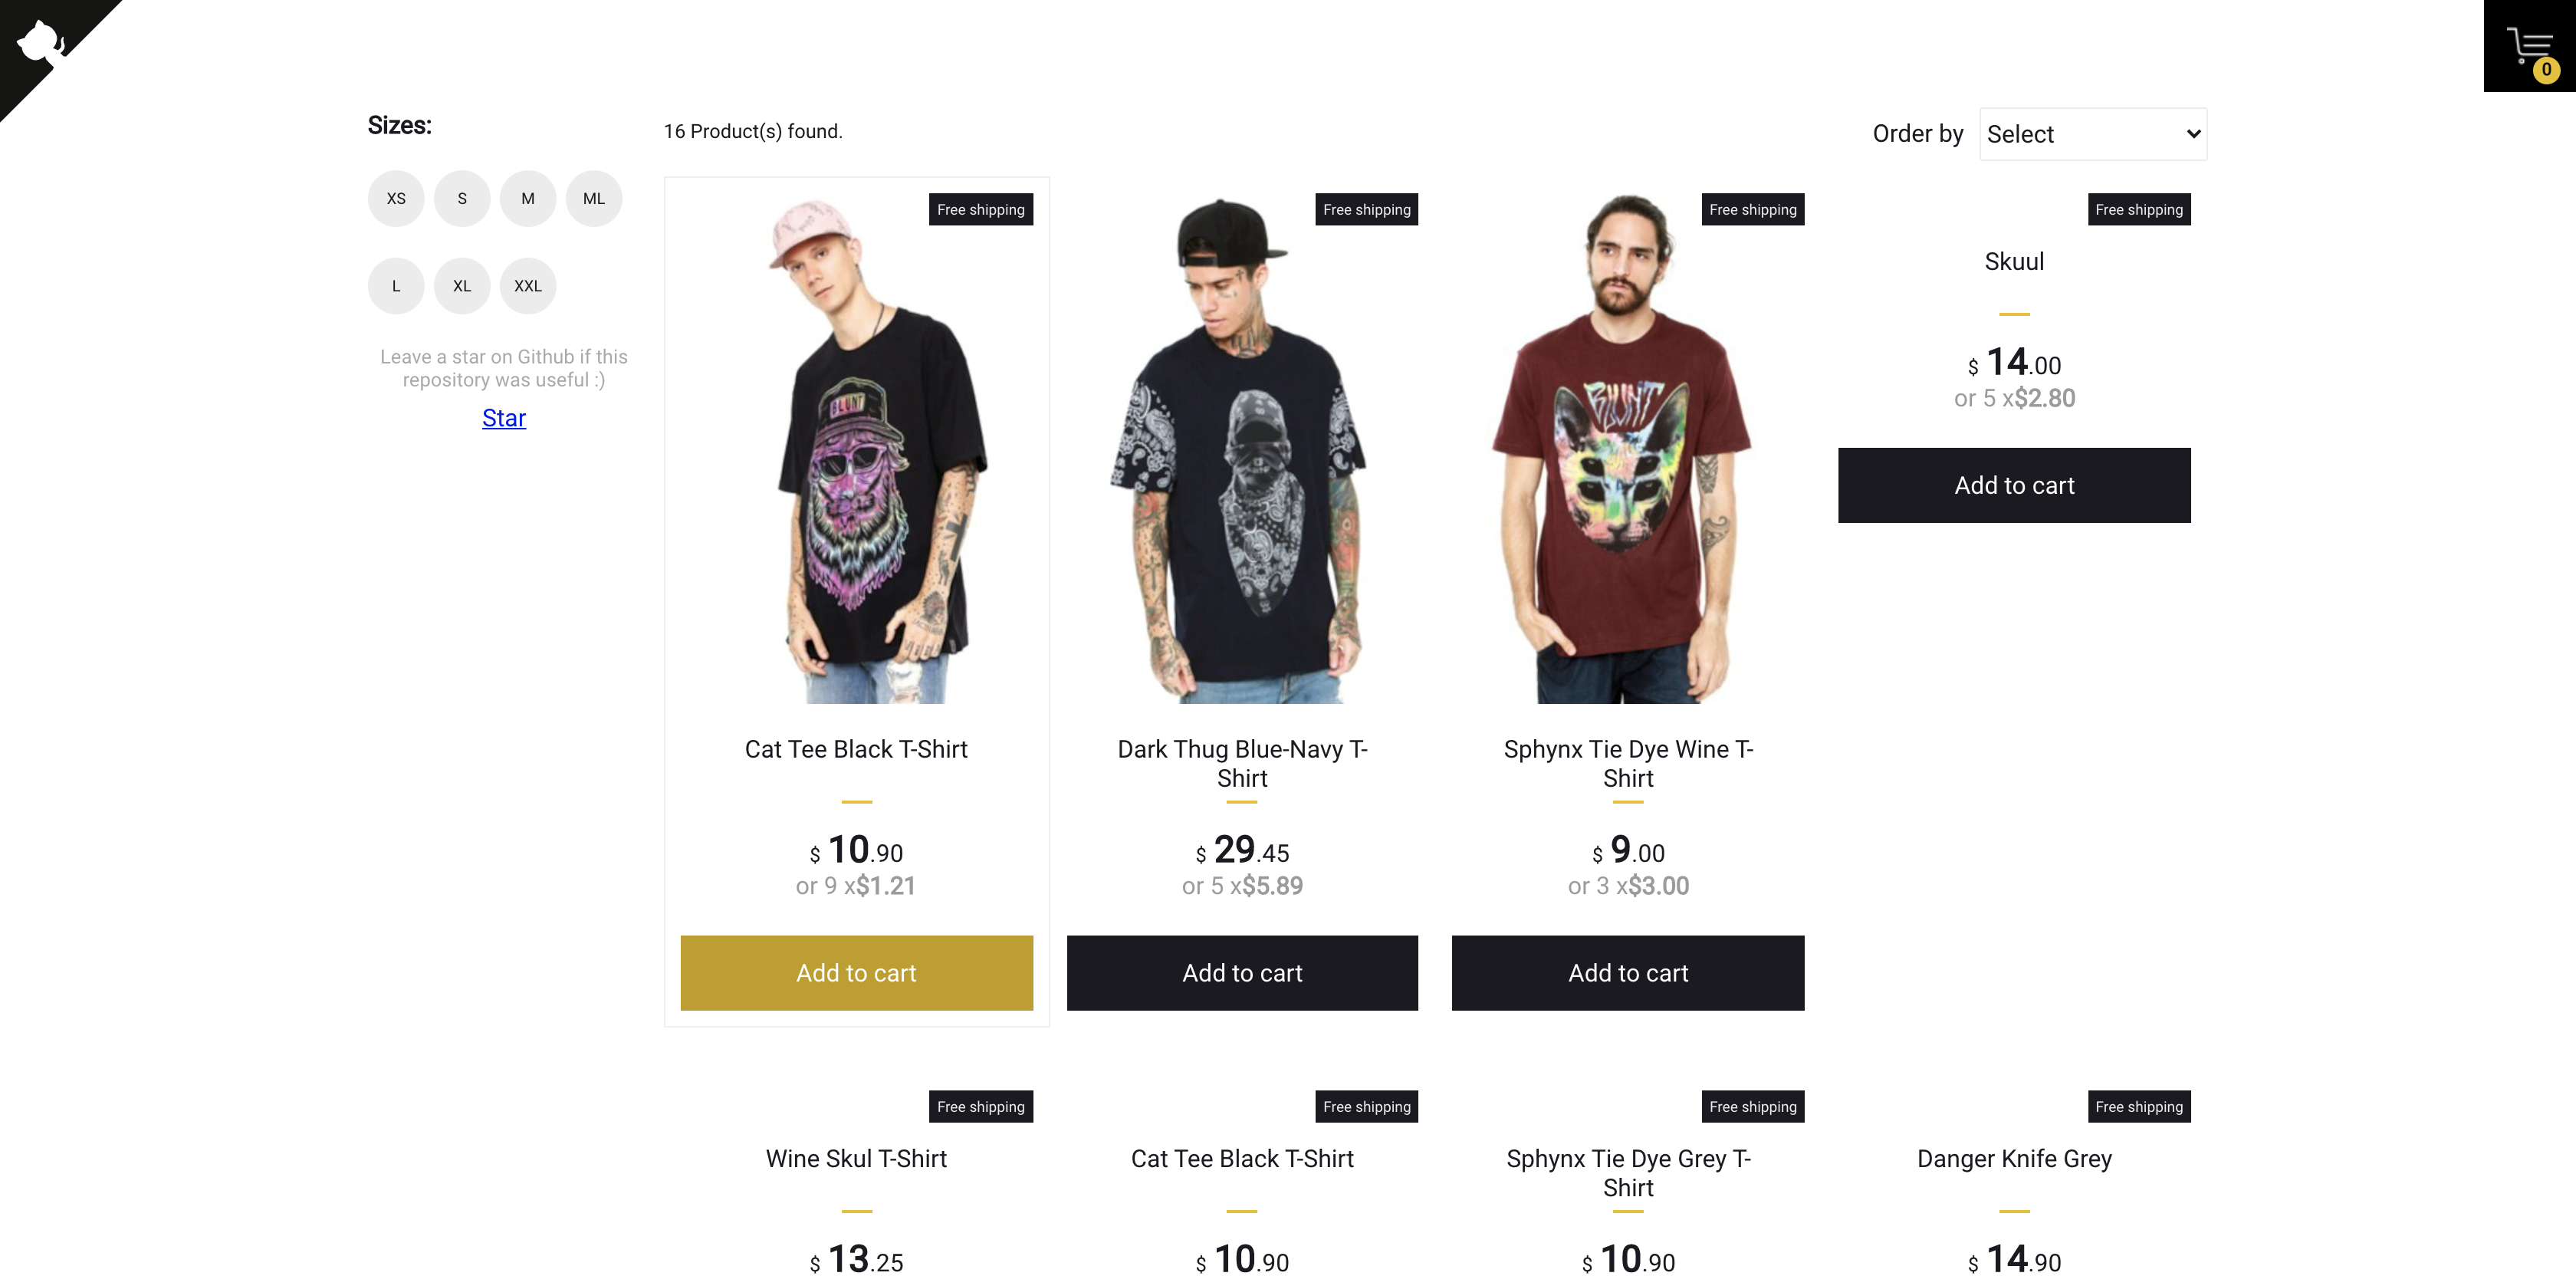 0
Sizes:
16 Product(s) found.
Order by
Select
XS
S
M
ML
L
XL
XXL
Leave a star on Github if this
repository was useful :)
Star
Free shipping
BLUNT
Cat Tee Black T-Shirt
$ 10.90
or 9 x$1.21
Add to cart
Free shipping
Dark Thug Blue-Navy T-
Shirt
$ 29.45
or 5 x$5.89
Add to cart
Free shipping
BLUNT
Sphynx Tie Dye Wine T-
Shirt
$ 9.00
or 3 x$3.00
Add to cart
Free shipping
Skuul
$ 14.00
or 5 x$2.80
Add to cart
Free shipping
Wine Skul T-Shirt
$ 13.25
Free shipping
Cat Tee Black T-Shirt
$ 10.90
Free shipping
Sphynx Tie Dye Grey T-
Shirt
$ 10.90
Free shipping
Danger Knife Grey
$ 14.90